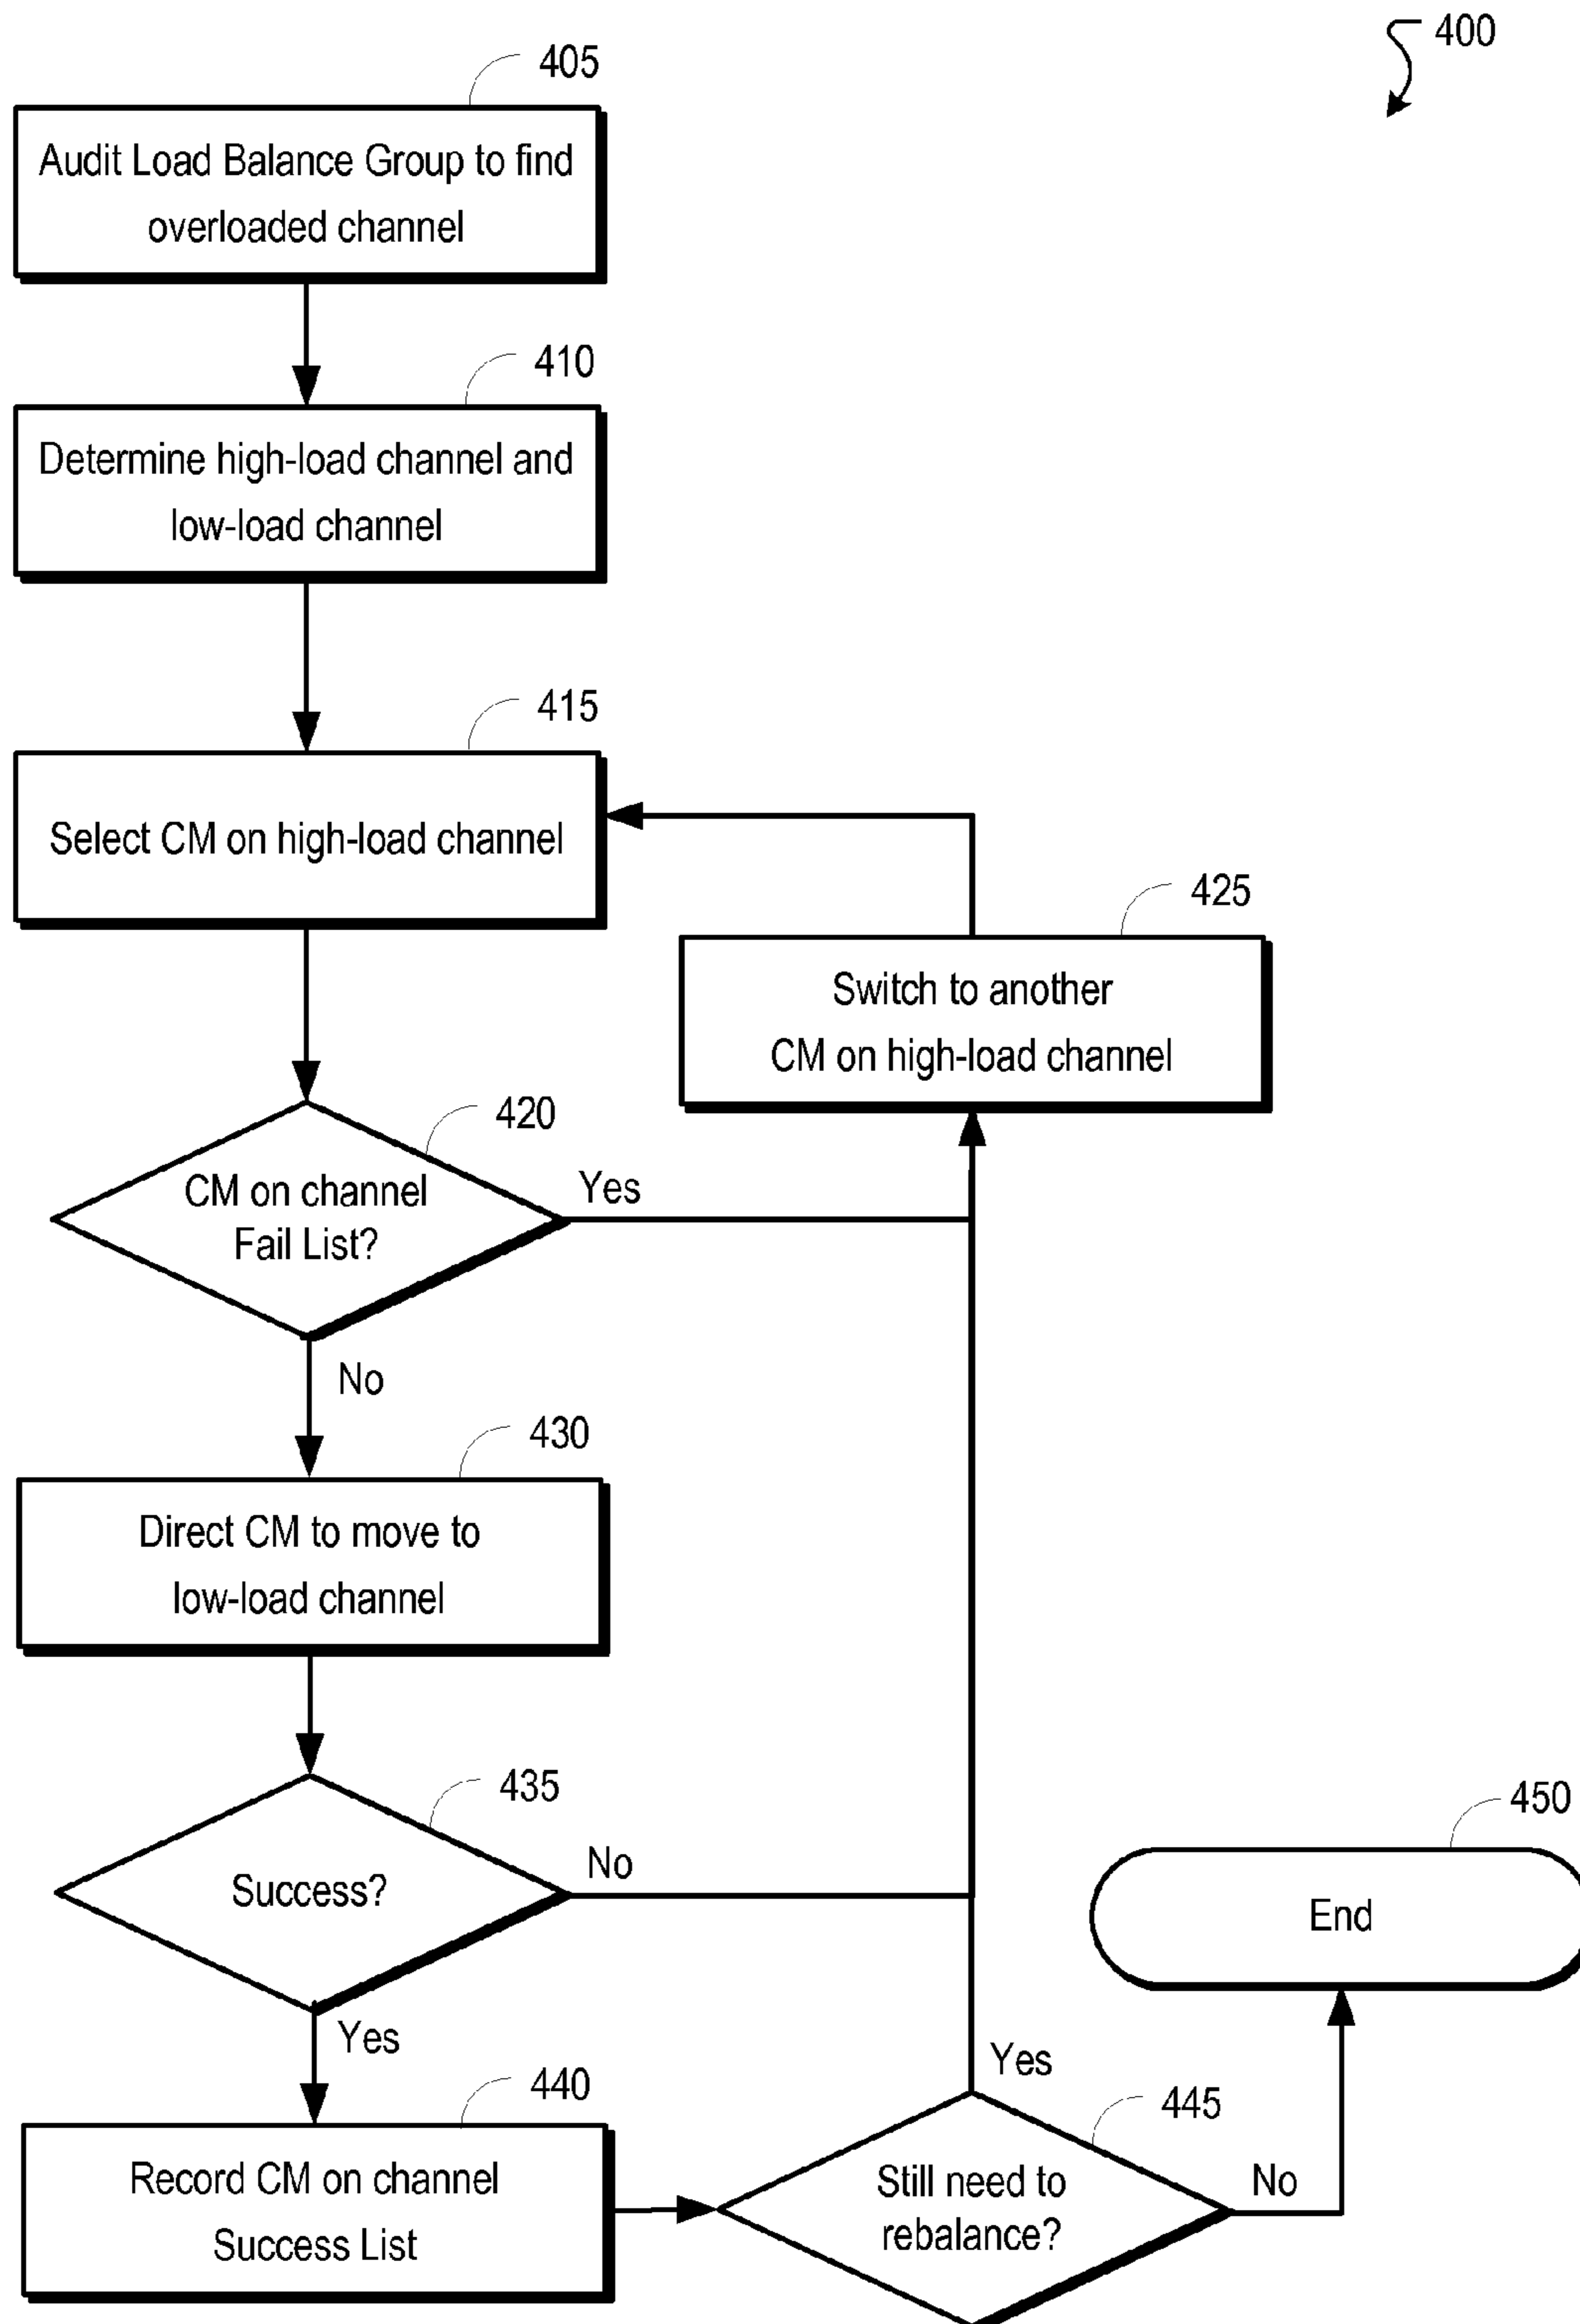 400
405
Audit Load Balance Group to find
overloaded channel
410
Determine high-load channel and
low-load channel
415
Select CM on high-load channel
425
Switch to another
CM on high-load channel
420
CM on channel
Fail List?
Yes
No
430
Direct CM to move to
low-load channel
435
Success?
No
Yes
450
End
440
Record CM on channel
Success List
Yes
445
Still need to
rebalance?
No